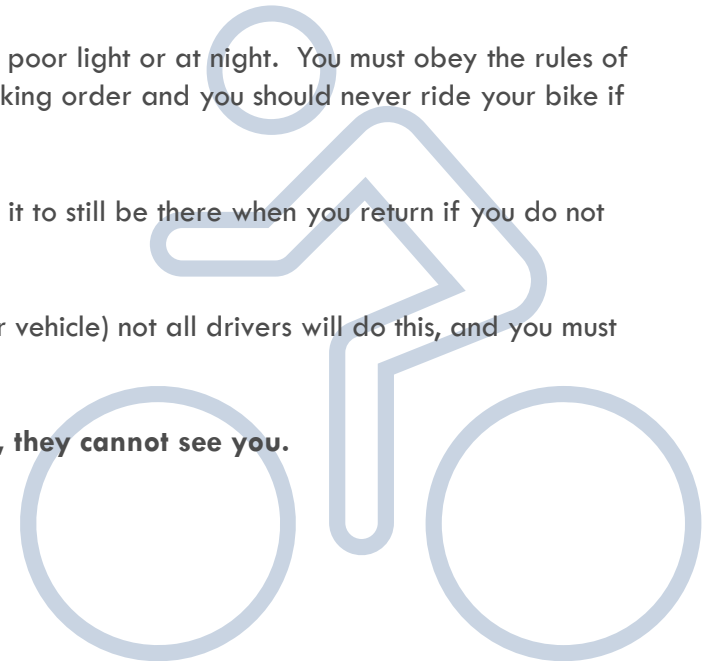 poor light or at night.  You must obey the rules of
king order and you should never ride your bike if
it to still be there when you return if you do not
r vehicle) not all drivers will do this, and you must
, they cannot see you.